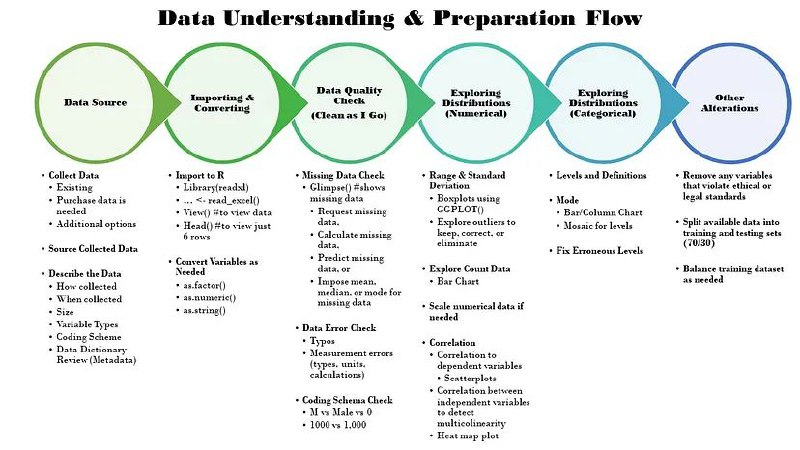 Data Understanding & Preparation Flow
Data Source
Importing &
Converting
Data Quality
Check
(Clean as I Go)
Exploring
Distributions
(Numerical)
Exploring
Distributions
(Categorical)
Other
Alterations
• Collect Data
• Existing
• Purchase data is
needed
• Additional options
• Source Collected Data
• Describe the Data
• How collected
• When collected
• Size
• Variable Types
• Coding Scheme
• Data Dictionary
Review (Metadata)
• Import to R
• Library(readxl)
• ... <- read_excel()
• View() #to view data
• Head() #to view just
6 rows
• Convert Variables as
Needed
• as.factor()
• as.numeric()
• as.string()
• Missing Data Check
• Glimpse() #shows
missing data
• Request missing
data,
• Calculate missing
data,
• Predict missing
data, or
• Impose mean,
median, or mode for
missing data
• Data Error Check
• Typos
• Measurement errors
(types, units,
calculations)
• Coding Schema Check
• M vs Male vs 0
• 1000 vs 1,000
• Range & Standard
Deviation
• Boxplots using
GGPLOT()
• Explore outliers to
keep, correct, or
eliminate
• Explore Count Data
• Bar Chart
• Scale numerical data if
needed
• Correlation
• Correlation to
dependent variables
• Scatterplots
• Correlation between
independent variables
to detect
multicolinearity
• Heat map plot
• Levels and Definitions
• Mode
• Bar/Column Chart
• Mosaic for levels
• Fix Erroneous Levels
• Remove any variables
that violate ethical or
legal standards
• Split available data into
training and testing sets
(70/30)
• Balance training dataset
as needed